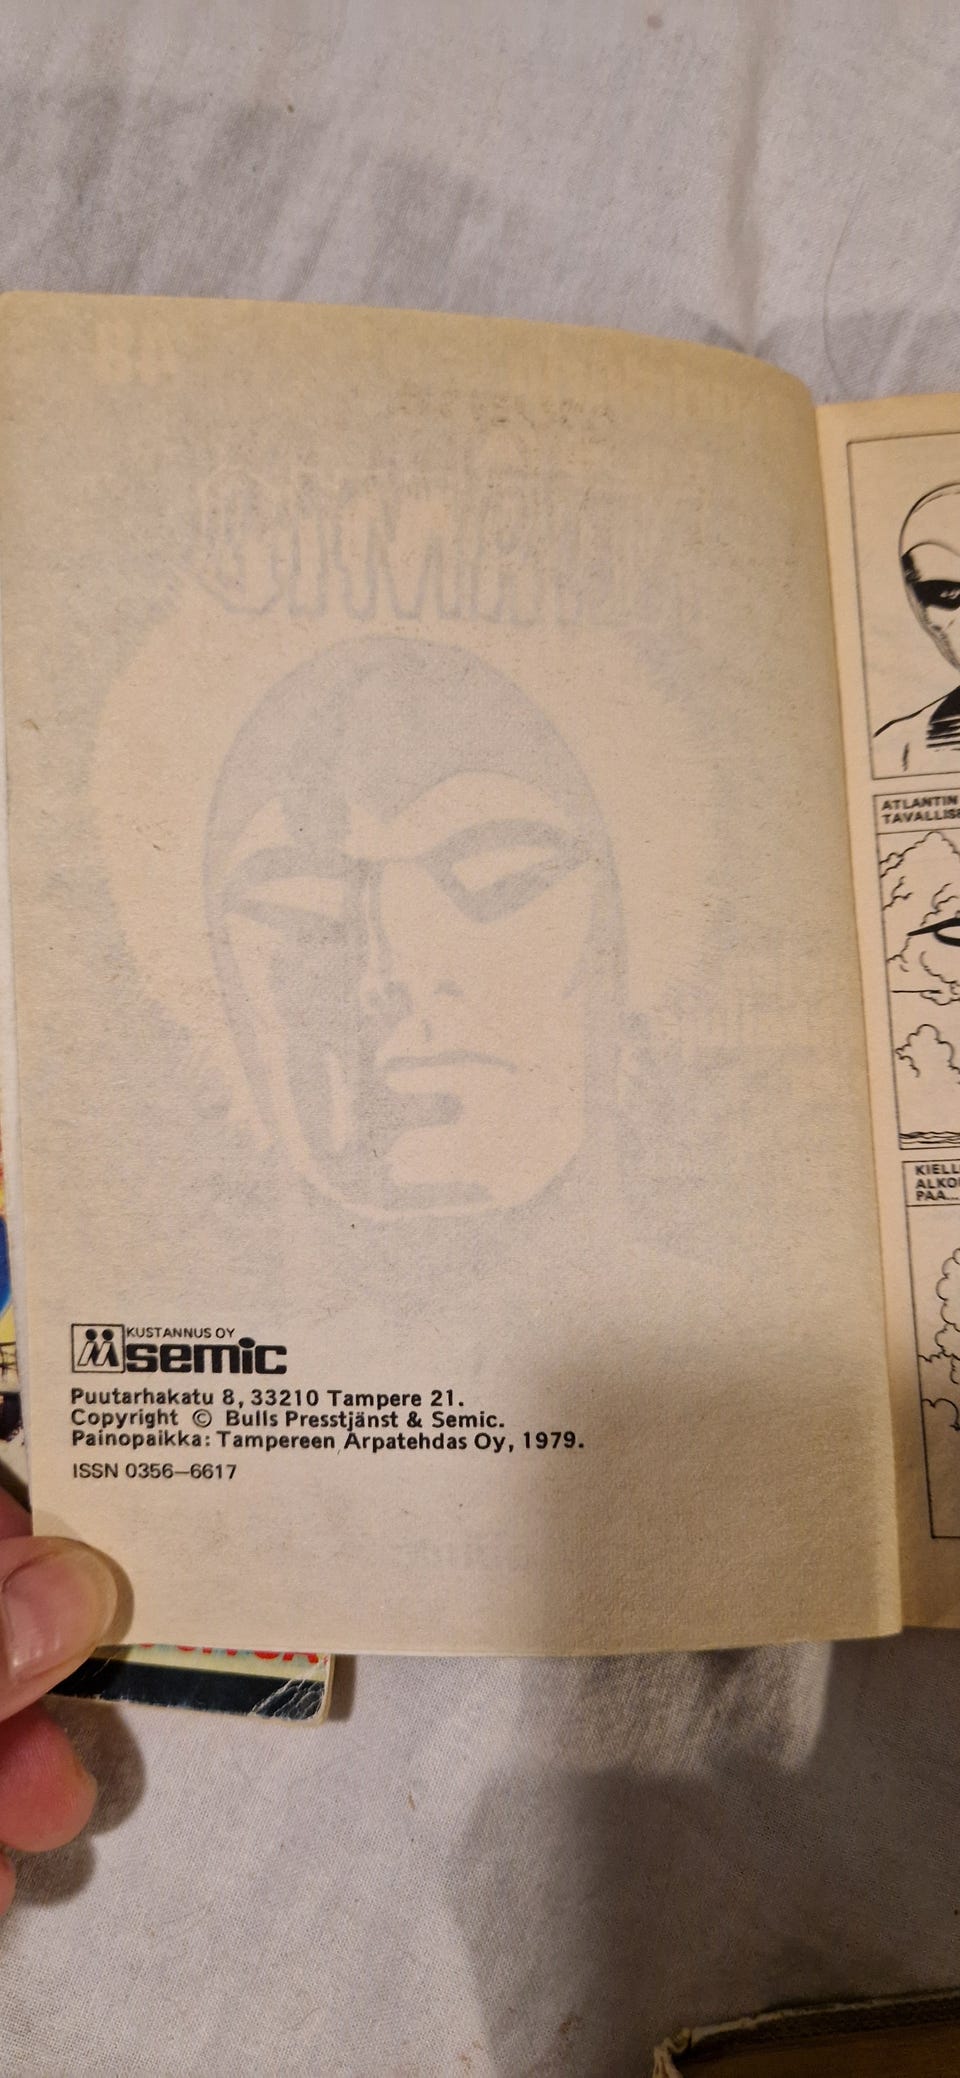 KUSTANNUS OY
semic
Puutarhakatu 8, 33210 Tampere 21.
Copyright © Bulls Presstjänst & Semic.
Painopaikka: Tampereen Arpatehdas Oy, 1979.
ISSN 0356—6617
ATLANTIN
KIELL
ALKO
PAA...